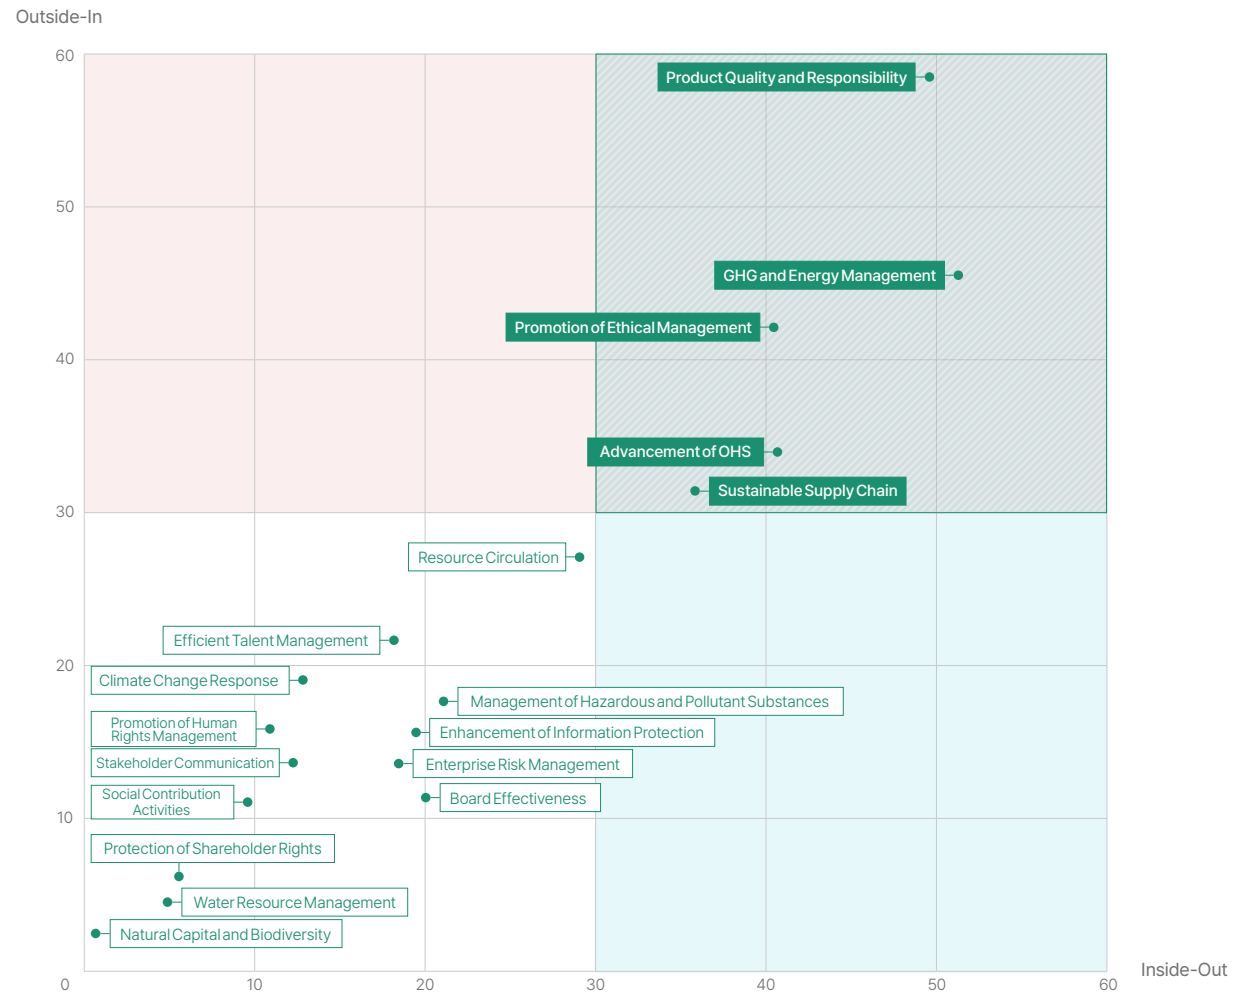 Outside-In
60
Product Quality and Responsibility
50
GHG and Energy Management
Promotion of Ethical Management
40
Advancement of OHS
Sustainable Supply Chain
30
Resource Circulation
Efficient Talent Management
20
Climate Change Response
Management of Hazardous and Pollutant Substances
Promotion of Human
Rights Management
Enhancement of Information Protection
Stakeholder Communication
Enterprise Risk Management
Social Contribution
Activities
Board Effectiveness
10
Protection of Shareholder Rights
Water Resource Management
Natural Capital and Biodiversity
Inside-Out
0
10
20
30
40
50
60